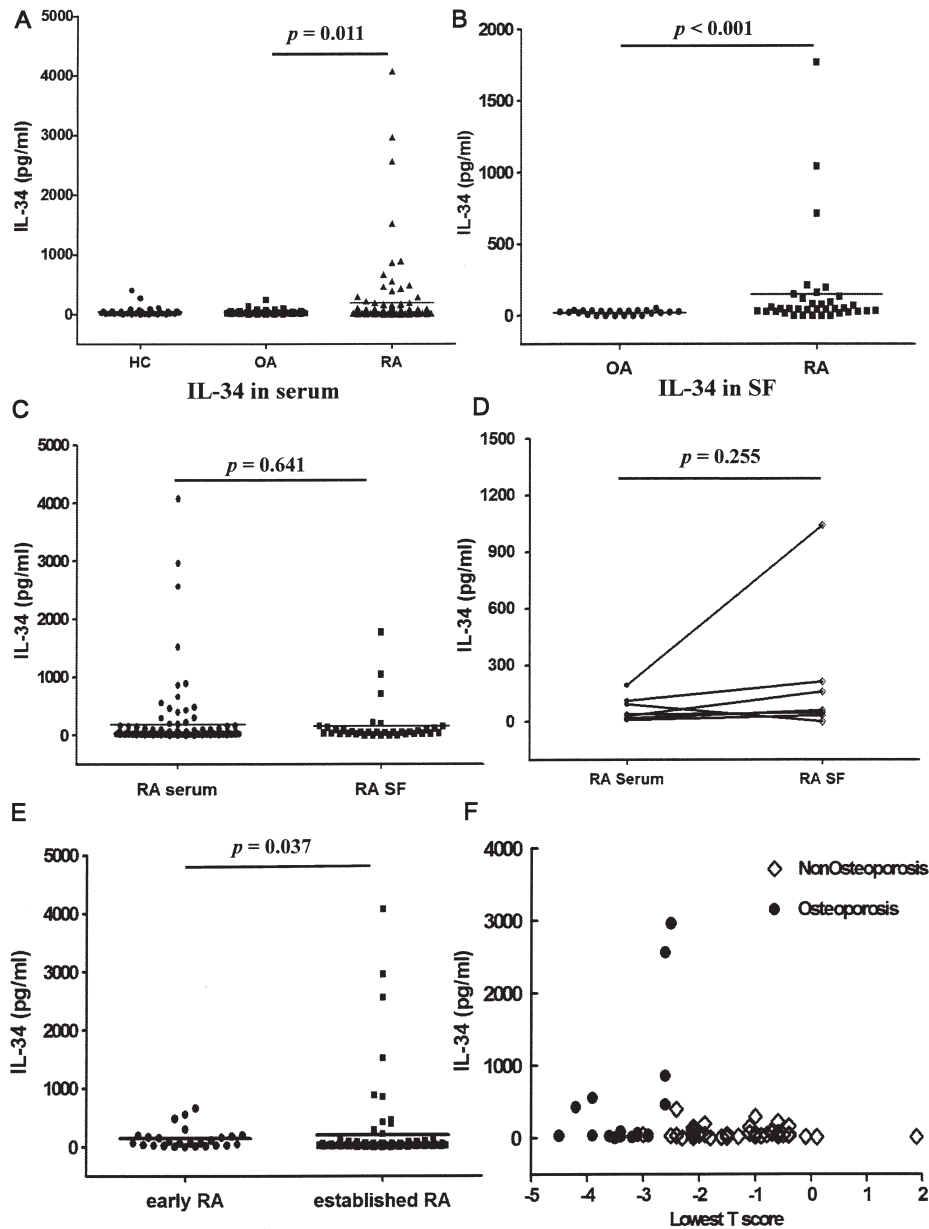 A
5000
4000
3000
2000
1000
0
IL-34 (pg/ml)
p = 0.011
HC
OA
RA
IL-34 in serum
B
2000
1500
1000
500
0
IL-34 (pg/ml)
p < 0.001
OA
RA
IL-34 in SF
C
5000
4000
3000
2000
1000
0
IL-34 (pg/ml)
p = 0.641
RA serum
RA SF
D
1500
1200
900
600
300
0
IL-34 (pg/ml)
p = 0.255
RA Serum
RA SF
E
5000
4000
3000
2000
1000
0
IL-34 (pg/ml)
p = 0.037
early RA
established RA
F
4000
3000
2000
1000
0
IL-34 (pg/ml)
NonOsteoporosis
Osteoporosis
-5
-4
-3
-2
-1
0
1
2
Lowest T score